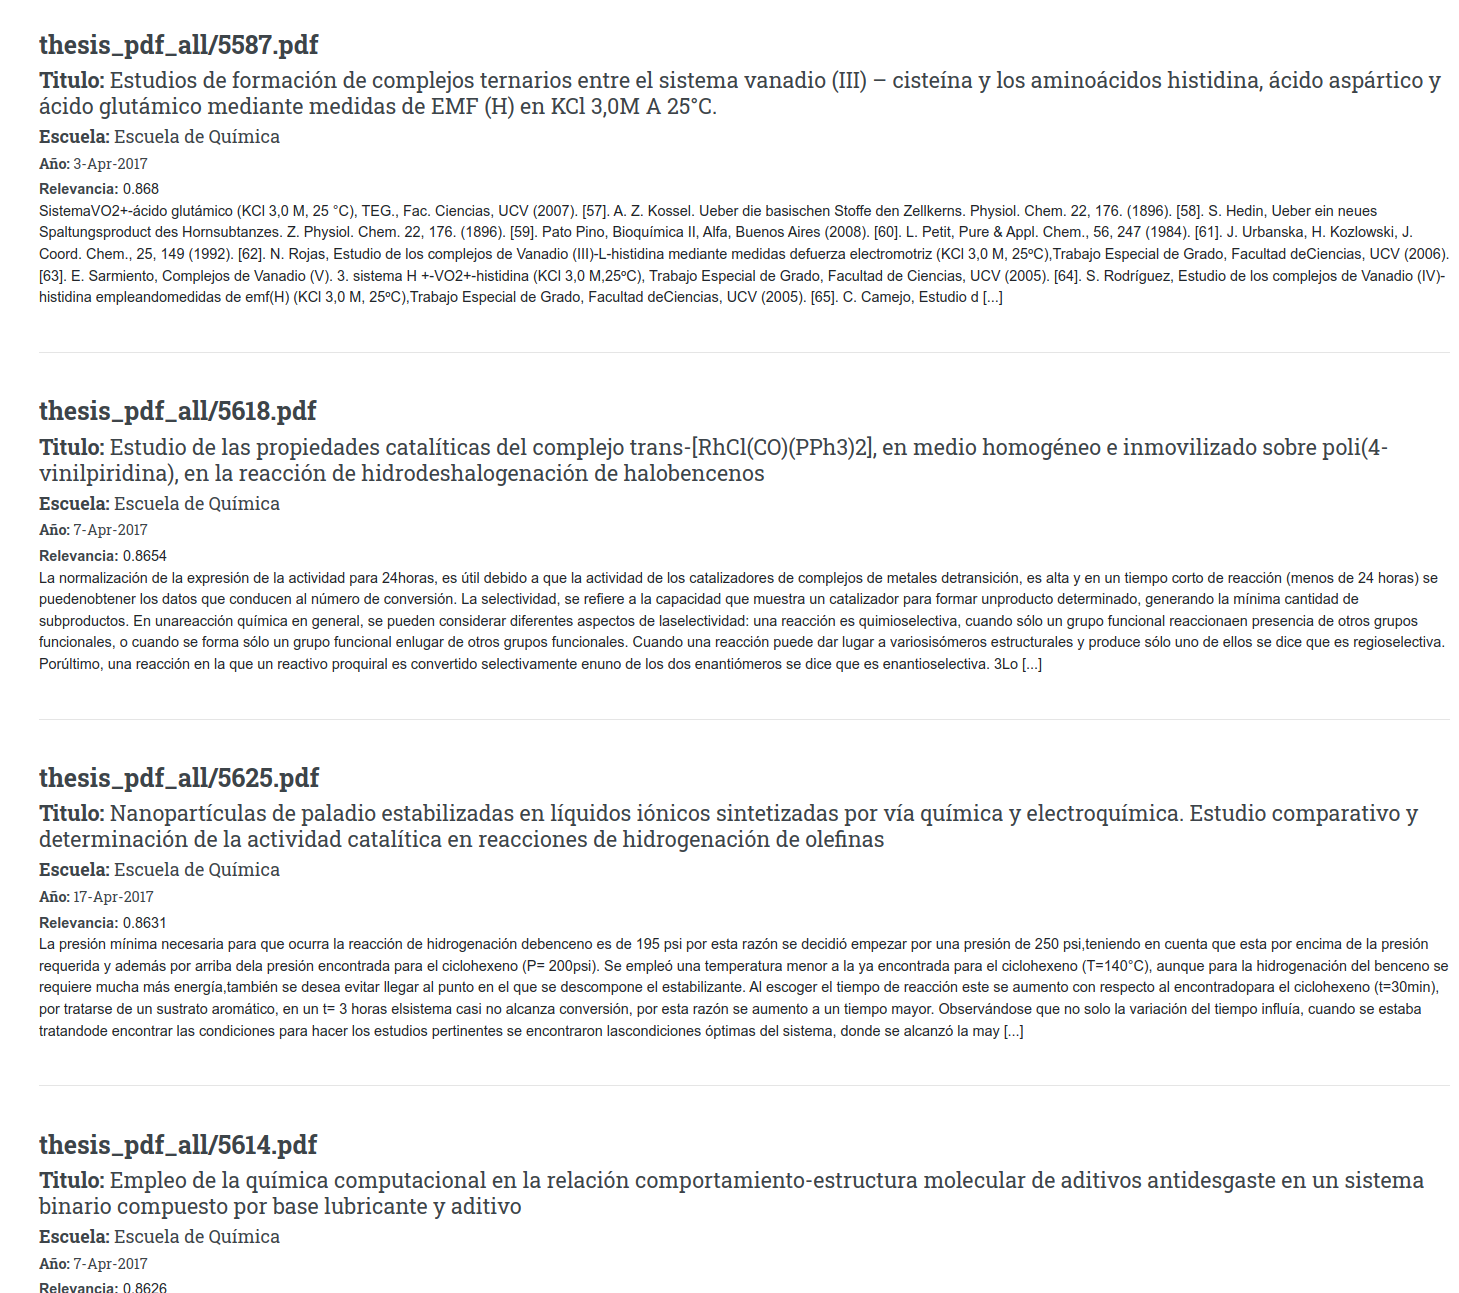 thesis_pdf_all/5587.pdf
Titulo: Estudios de formación de complejos ternarios entre el sistema vanadio (III) – cisteína y los aminoácidos histidina, ácido aspártico y
ácido glutámico mediante medidas de EMF (H) en KCl 3,0M A 25°C.
Escuela: Escuela de Química
Año: 3-Apr-2017
Relevancia: 0.868
SistemaVO2+-ácido glutámico (KCl 3,0 M, 25 °C), TEG., Fac. Ciencias, UCV (2007). [57]. A. Z. Kossel. Ueber die basischen Stoffe den Zellkerns. Physiol. Chem. 22, 176. (1896). [58]. S. Hedin, Ueber ein neues
Spaltungsproduct des Hornsubtanzes. Z. Physiol. Chem. 22, 176. (1896). [59]. Pato Pino, Bioquímica II, Alfa, Buenos Aires (2008). [60]. L. Petit, Pure & Appl. Chem., 56, 247 (1984). [61]. J. Urbanska, H. Kozlowski, J.
Coord. Chem., 25, 149 (1992). [62]. N. Rojas, Estudio de los complejos de Vanadio (III)-L-histidina mediante medidas defuerza electromotriz (KCl 3,0 M, 25ºC),Trabajo Especial de Grado, Facultad deCiencias, UCV (2006).
[63]. E. Sarmiento, Complejos de Vanadio (V). 3. sistema H +-VO2+-histidina (KCl 3,0 M,25ºC), Trabajo Especial de Grado, Facultad de Ciencias, UCV (2005). [64]. S. Rodríguez, Estudio de los complejos de Vanadio (IV)-
histidina empleandomedidas de emf(H) (KCl 3,0 M, 25ºC),Trabajo Especial de Grado, Facultad deCiencias, UCV (2005). [65]. C. Camejo, Estudio d [...]
thesis_pdf_all/5618.pdf
Titulo: Estudio de las propiedades catalíticas del complejo trans-[RhCl(CO)(PPh3)2], en medio homogéneo e inmovilizado sobre poli(4-
vinilpiridina), en la reacción de hidrodeshalogenación de halobencenos
Escuela: Escuela de Química
Año: 7-Apr-2017
Relevancia: 0.8654
La normalización de la expresión de la actividad para 24horas, es útil debido a que la actividad de los catalizadores de complejos de metales detransición, es alta y en un tiempo corto de reacción (menos de 24 horas) se
puedenobtener los datos que conducen al número de conversión. La selectividad, se refiere a la capacidad que muestra un catalizador para formar unproducto determinado, generando la mínima cantidad de
subproductos. En unareacción química en general, se pueden considerar diferentes aspectos de laselectividad: una reacción es quimioselectiva, cuando sólo un grupo funcional reaccionaen presencia de otros grupos
funcionales, o cuando se forma sólo un grupo funcional enlugar de otros grupos funcionales. Cuando una reacción puede dar lugar a variosisómeros estructurales y produce sólo uno de ellos se dice que es regioselectiva.
Porúltimo, una reacción en la que un reactivo proquiral es convertido selectivamente enuno de los dos enantiómeros se dice que es enantioselectiva. 3Lo [...]
thesis_pdf_all/5625.pdf
Titulo: Nanopartículas de paladio estabilizadas en líquidos iónicos sintetizadas por vía química y electroquímica. Estudio comparativo y
determinación de la actividad catalítica en reacciones de hidrogenación de olefinas
Escuela: Escuela de Química
Año: 17-Apr-2017
Relevancia: 0.8631
La presión mínima necesaria para que ocurra la reacción de hidrogenación debenceno es de 195 psi por esta razón se decidió empezar por una presión de 250 psi,teniendo en cuenta que esta por encima de la presión
requerida y además por arriba dela presión encontrada para el ciclohexeno (P= 200psi). Se empleó una temperatura menor a la ya encontrada para el ciclohexeno (T=140°C), aunque para la hidrogenación del benceno se
requiere mucha más energía,también se desea evitar llegar al punto en el que se descompone el estabilizante. Al escoger el tiempo de reacción este se aumento con respecto al encontradopara el ciclohexeno (t=30min),
por tratarse de un sustrato aromático, en un t= 3 horas elsistema casi no alcanza conversión, por esta razón se aumento a un tiempo mayor. Observándose que no solo la variación del tiempo influía, cuando se estaba
tratandode encontrar las condiciones para hacer los estudios pertinentes se encontraron lascondiciones óptimas del sistema, donde se alcanzó la may [...]
thesis_pdf_all/5614.pdf
Titulo: Empleo de la química computacional en la relación comportamiento-estructura molecular de aditivos antidesgaste en un sistema
binario compuesto por base lubricante y aditivo
Escuela: Escuela de Química
Año: 7-Apr-2017
Relevancia: 0.8626